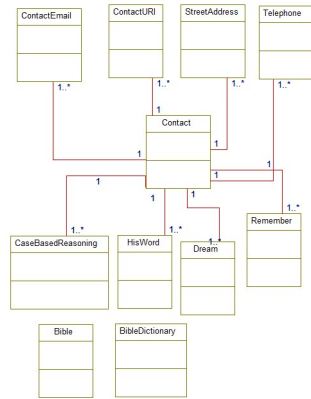 ContactEmail
ContactURI
StreetAddress
Telephone
1..*
1..*
1..*
1..*
1
Contact
1
1
1
1
1
1
1
1..*
1..*
1..*
1..*
CaseBasedReasoning
HisWord
Dream
Remember
Bible
BibleDictionary